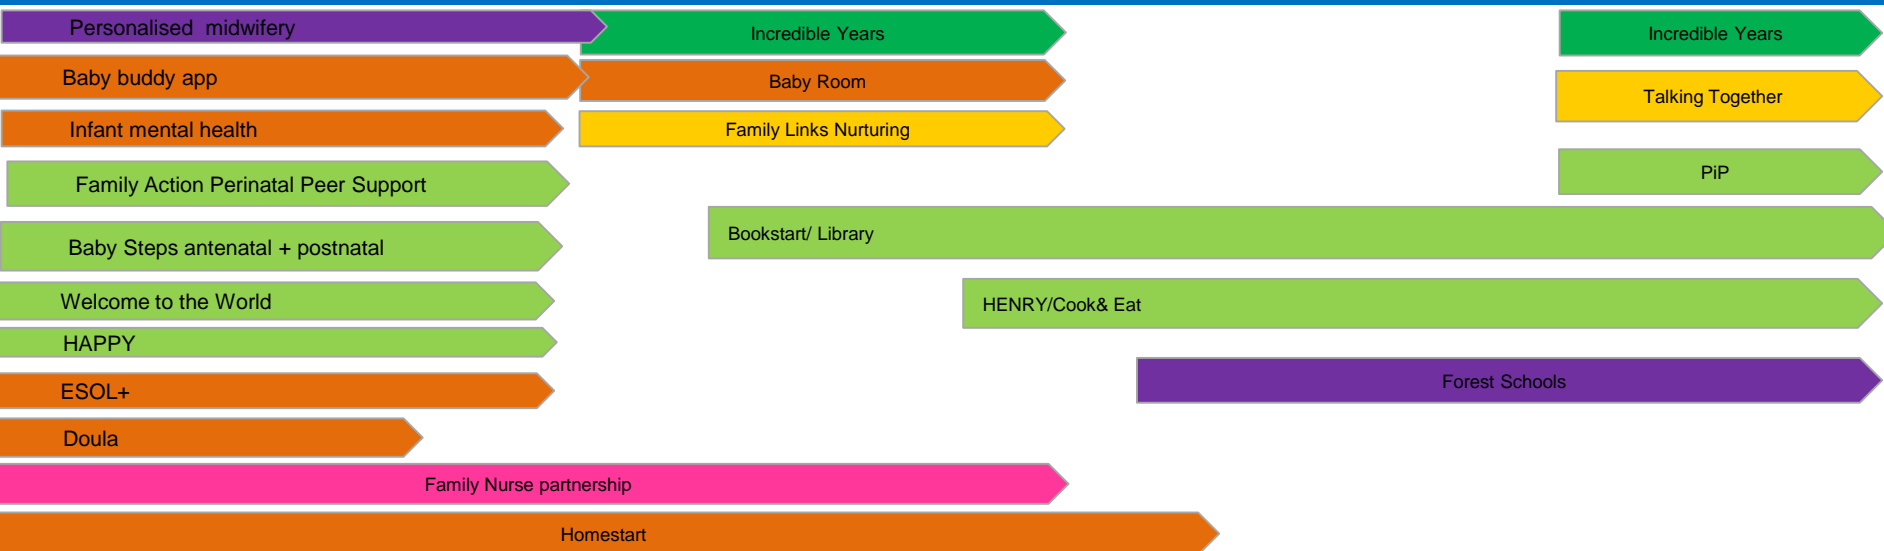 Personalised  midwifery
Incredible Years
Incredible Years
Baby buddy app
Baby Room
Talking Together
Infant mental health
Family Links Nurturing
Family Action Perinatal Peer Support
PiP
Baby Steps antenatal + postnatal
Bookstart/ Library
Welcome to the World
HENRY/Cook& Eat
HAPPY
ESOL+
Forest Schools
Doula
Family Nurse partnership
Homestart